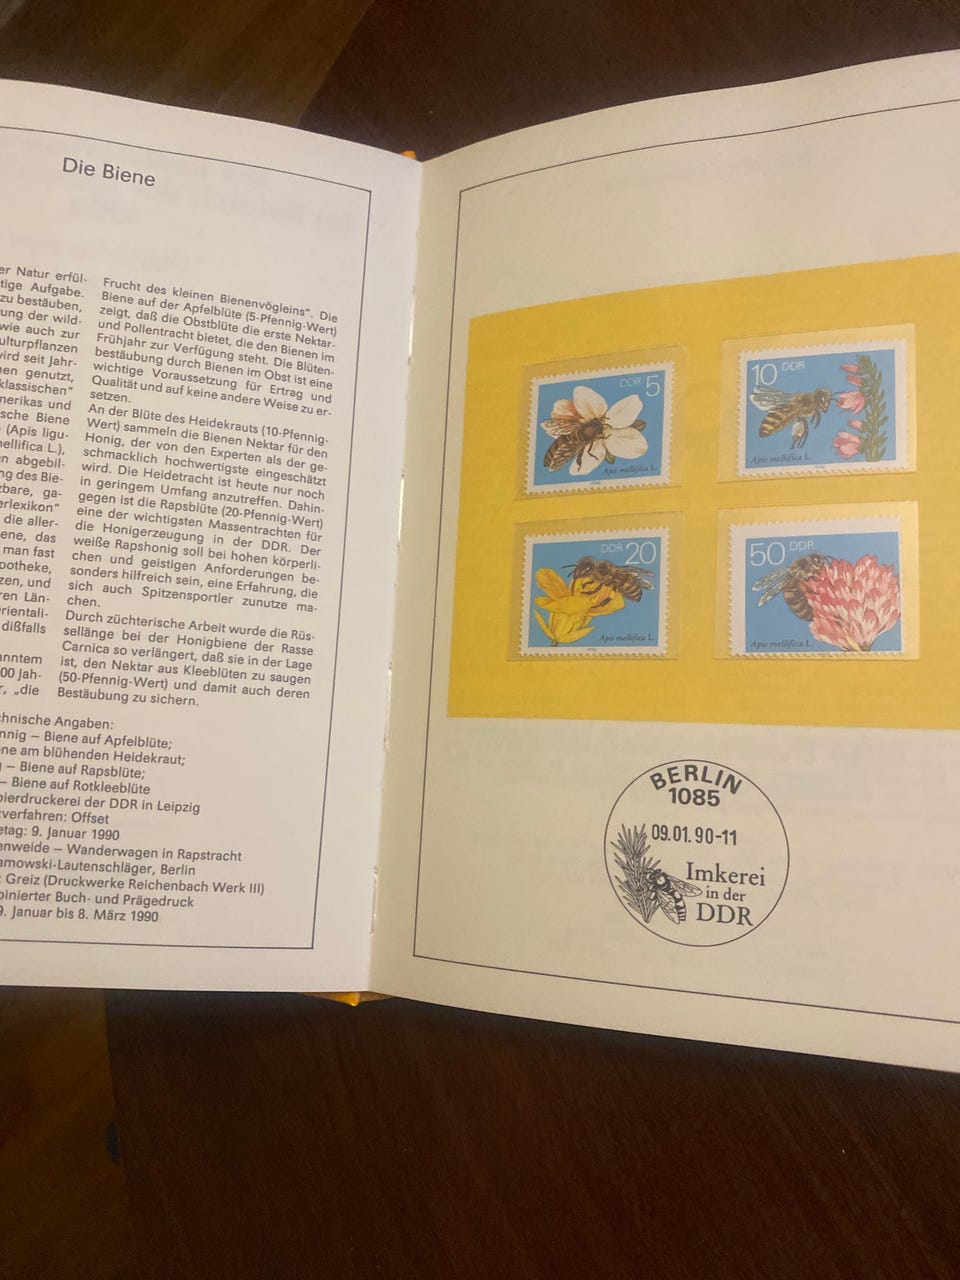 Die Biene
er Natur erfül-
tige Aufgabe.
zu bestäuben,
ung der wild-
wie auch zur
ulturpflanzen
ird seit Jahr-
en genutzt,
klassischen"
nerikas und
sche Biene
(Apis ligu-
nellifica L.),
n abgebil-
ng des Bie-
zbare, ga-
erlexikon"
die aller-
ene, das
man fast
potheke,
zen, und
ren Län-
rientali-
dißfalls
anntem
00 Jah-
r, „die
Frucht des kleinen Bienenvögleins". Die
Biene auf der Apfelblüte (5-Pfennig-Wert)
zeigt, daß die Obstblüte die erste Nektar-
und Pollentracht bietet, die den Bienen im
Frühjahr zur Verfügung steht. Die Blüten-
bestäubung durch Bienen im Obst ist eine
wichtige Voraussetzung für Ertrag und
Qualität und auf keine andere Weise zu er-
setzen.
An der Blüte des Heidekrauts (10-Pfennig-
Wert) sammeln die Bienen Nektar für den
Honig, der von den Experten als der ge-
schmacklich hochwertigste eingeschätzt
wird. Die Heidetracht ist heute nur noch
in geringem Umfang anzutreffen. Dahin-
gegen ist die Rapsblüte (20-Pfennig-Wert)
eine der wichtigsten Massentrachten für
die Honigerzeugung in der DDR. Der
weiße Rapshonig soll bei hohen körperli-
chen und geistigen Anforderungen be-
sonders hilfreich sein, eine Erfahrung, die
sich auch Spitzensportler zunutze ma-
chen.
Durch züchterische Arbeit wurde die Rüs-
sellänge bei der Honigbiene der Rasse
Carnica so verlängert, daß sie in der Lage
ist, den Nektar aus Kleeblüten zu saugen
(50-Pfennig-Wert) und damit auch deren
Bestäubung zu sichern.
chnische Angaben:
nnig – Biene auf Apfelblüte;
ne am blühenden Heidekraut;
g – Biene auf Rapsblüte;
– Biene auf Rotkleeblüte
pierdruckerei der DDR in Leipzig
verfahren: Offset
etag: 9. Januar 1990
enweide – Wanderwagen in Rapstracht
amowski-Lautenschläger, Berlin
: Greiz (Druckwerke Reichenbach Werk III)
binierter Buch- und Prägedruck
9. Januar bis 8. März 1990
DDR 5
Apis mellifica L.
1990
10 DDR
Apis mellifica L.
1990
DDR 20
Apis mellifica L.
1990
50 DDR
Apis mellifica L.
1990
BERLIN
1085
09.01.90-11
Imkerei
in der
DDR